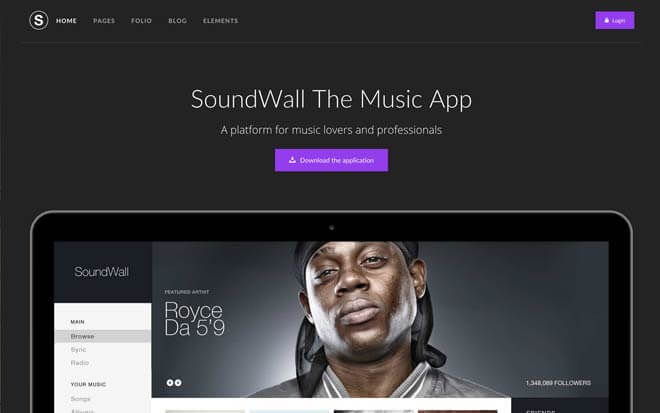 S
HOME PAGES FOLIO BLOG ELEMENTS
Login
SoundWall The Music App
A platform for music lovers and professionals
Download the application
SoundWall
FEATURED ARTIST
Royce
Da 5'9
MAIN
Browse
Sync
Radio
1,348,089 FOLLOWERS
YOUR MUSIC
Songs
Albums
FRIENDS